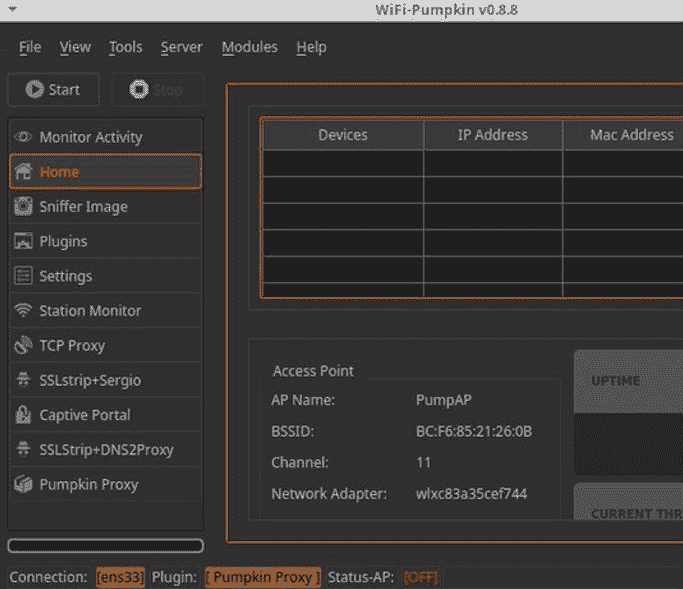 WiFi-Pumpkin v0.8.8
File View Tools Server Modules Help
Start Stop
Monitor Activity
Home
Sniffer Image
Plugins
Settings
Station Monitor
TCP Proxy
SSLstrip+Sergio
Captive Portal
SSLStrip+DNS2Proxy
Pumpkin Proxy
Devices IP Address Mac Address
Access Point
AP Name: PumpAP
BSSID: BC:F6:85:21:26:0B
Channel: 11
Network Adapter: wlxc83a35cef744
UPTIME
CURRENT THR
Connection: [ens33] Plugin: [ Pumpkin Proxy ] Status-AP: [OFF]